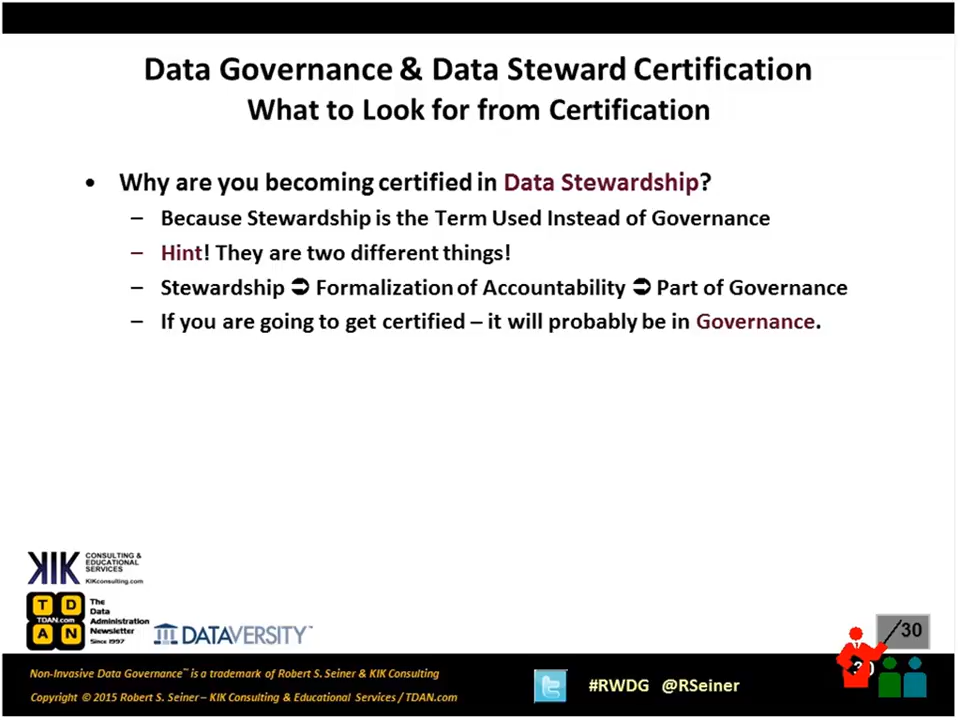 Data Governance & Data Steward Certification
What to Look for from Certification
• Why are you becoming certified in Data Stewardship?
– Because Stewardship is the Term Used Instead of Governance
– Hint! They are two different things!
– Stewardship ➲ Formalization of Accountability ➲ Part of Governance
– If you are going to get certified – it will probably be in Governance.
KIK CONSULTING &
EDUCATIONAL
SERVICES
KIKconsulting.com
T D
TDAN.com
A N
The
Data
Administration
Newsletter
Since 1997
DATAVERSITY™
/30
30
Non-Invasive Data Governance™ is a trademark of Robert S. Seiner & KIK Consulting
Copyright © 2015 Robert S. Seiner – KIK Consulting & Educational Services / TDAN.com
#RWDG @RSeiner